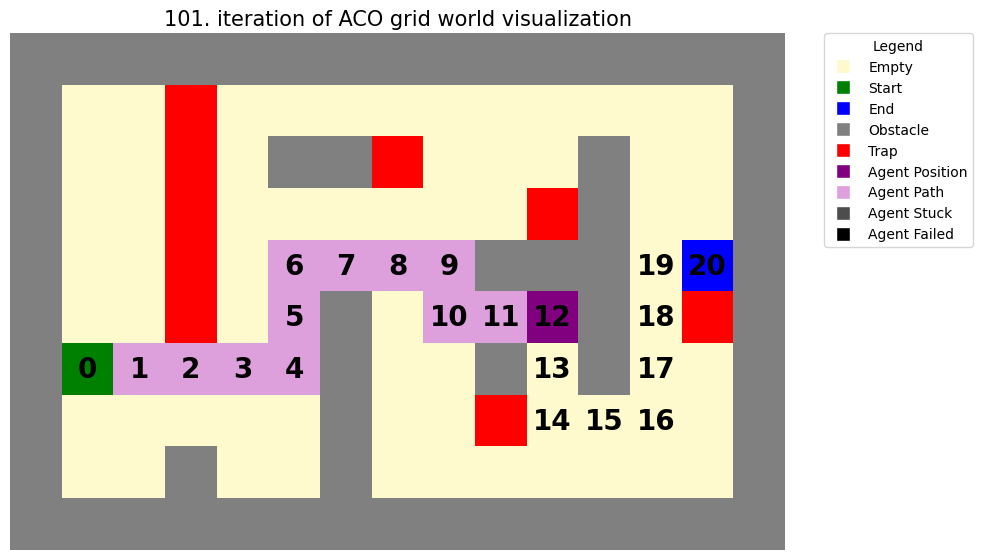 101. iteration of ACO grid world visualization
Legend
Empty
Start
End
Obstacle
Trap
Agent Position
Agent Path
Agent Stuck
Agent Failed
6 7 8 9 19 20
5 10 11 12 18
0 1 2 3 4 13 17
14 15 16